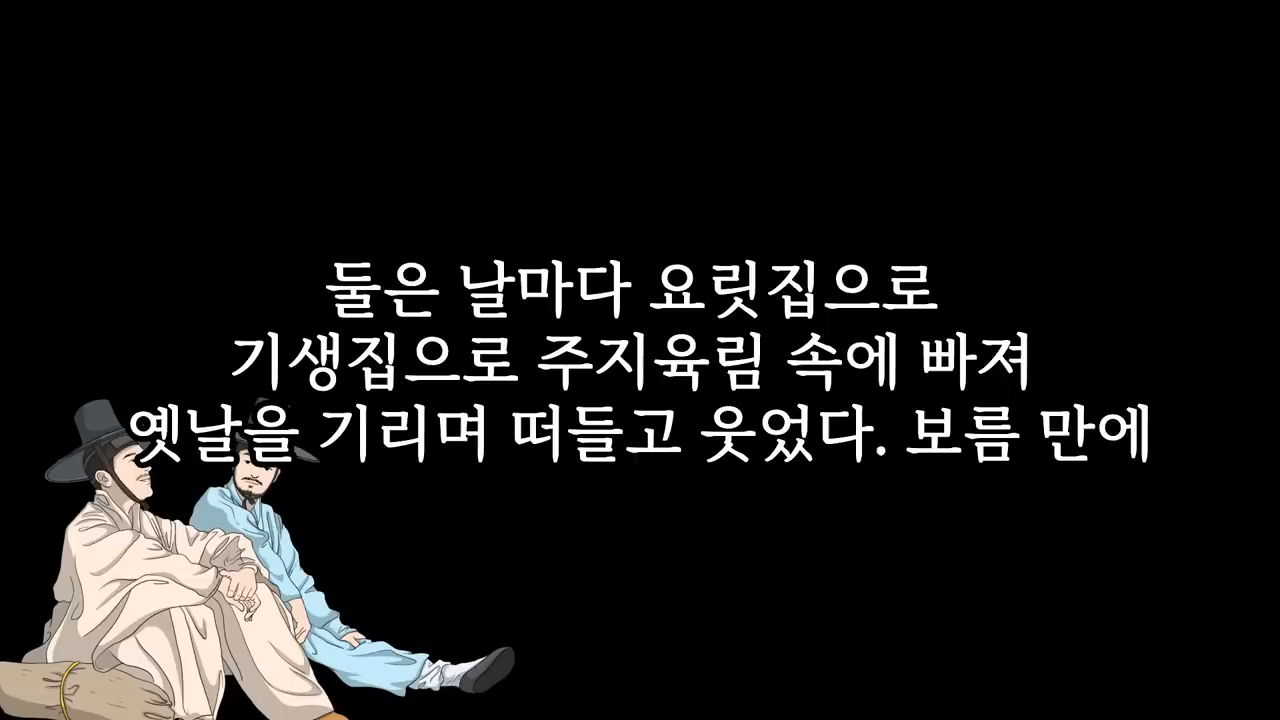 둘은 날마다 요릿집으로
기생집으로 주지육림 속에 빠져
옛날을 기리며 떠들고 웃었다. 보름 만에